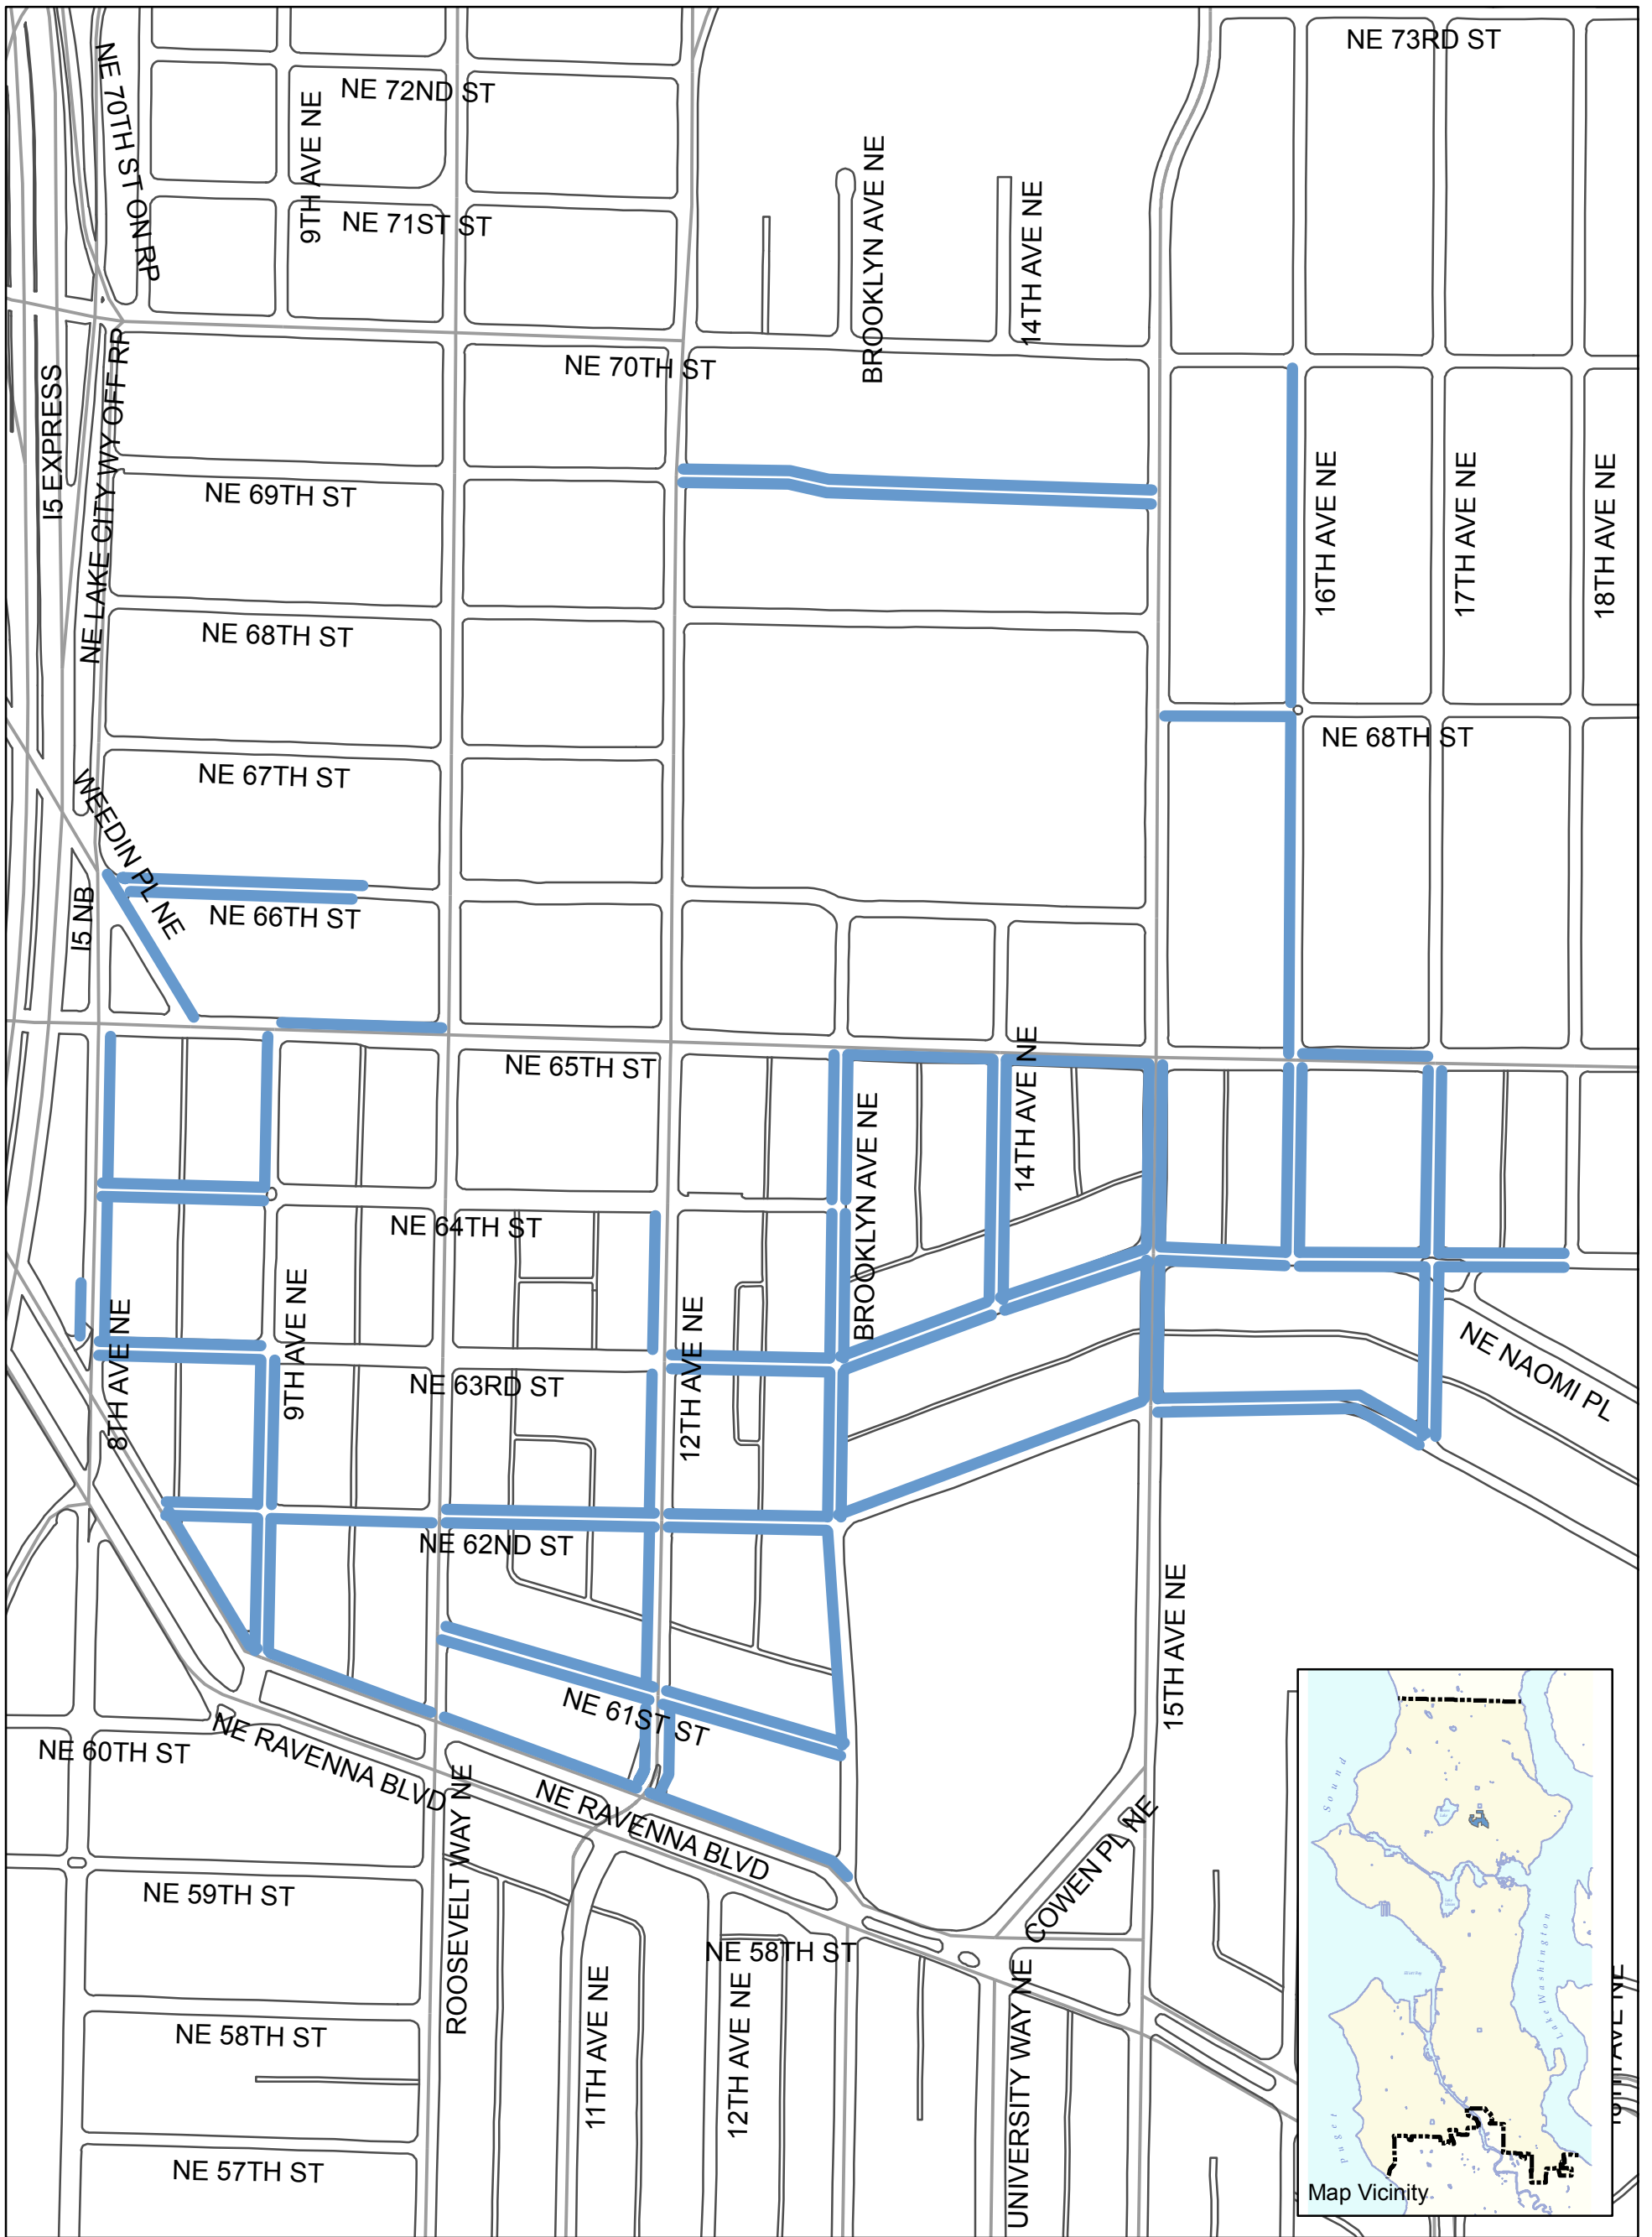 NE 73RD ST
NE 70TH ST ON RP
NE 72ND ST
9TH AVE NE
NE 71ST ST
BROOKLYN AVE NE
14TH AVE NE
NE 70TH ST
I5 EXPRESS
NE LAKE CITY WY OFF RP
NE 69TH ST
16TH AVE NE
17TH AVE NE
18TH AVE NE
NE 68TH ST
NE 68TH ST
NE 67TH ST
WEEDIN PL NE
I5 NB
NE 66TH ST
NE 65TH ST
14TH AVE NE
BROOKLYN AVE NE
NE 64TH ST
8TH AVE NE
9TH AVE NE
12TH AVE NE
NE NAOMI PL
NE 63RD ST
NE 62ND ST
15TH AVE NE
NE 61ST ST
NE 60TH ST
NE RAVENNA BLVD
NE RAVENNA BLVD
ROOSEVELT WAY NE
COWEN PL NE
NE 59TH ST
NE 58TH ST
11TH AVE NE
12TH AVE NE
UNIVERSITY WAY NE
NE 58TH ST
NE 57TH ST
AVE NE
Sound
Lake Washington
Puget
Map Vicinity